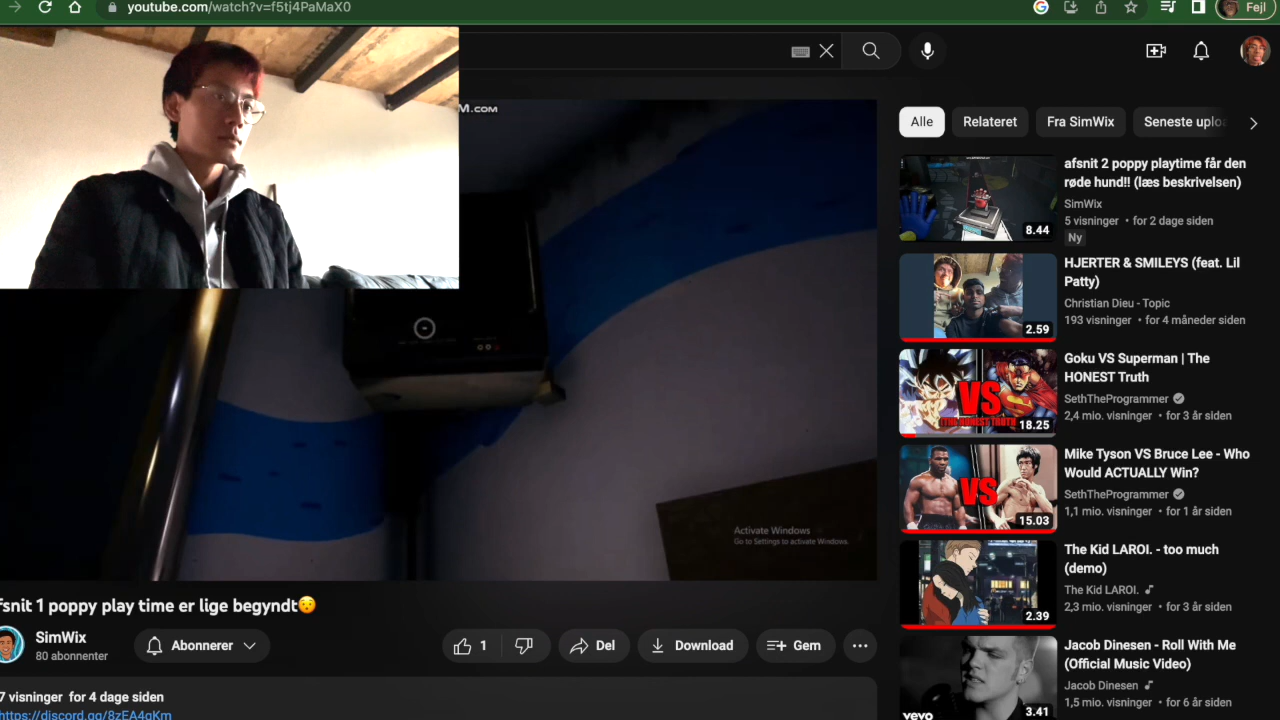 youtube.com/watch?v=f5tj4PaMaX0
Fejl
M.COM
Activate Windows
Go to Settings to activate Windows.
fsnit 1 poppy play time er lige begyndt
SimWix
80 abonnenter
Abonnerer
1
Del
Download
Gem
7 visninger for 4 dage siden
https://discord.gg/8zEA4gKm
Alle
Relateret
Fra SimWix
Seneste uplo
8.44
afsnit 2 poppy playtime får den
røde hund!! (læs beskrivelsen)
SimWix
5 visninger • for 2 dage siden
Ny
2.59
HJERTER & SMILEYS (feat. Lil
Patty)
Christian Dieu - Topic
193 visninger • for 4 måneder siden
VS
(THE HONEST TRUTH
18.25
Goku VS Superman | The
HONEST Truth
SethTheProgrammer
2,4 mio. visninger • for 3 år siden
VS
15.03
Mike Tyson VS Bruce Lee - Who
Would ACTUALLY Win?
SethTheProgrammer
1,1 mio. visninger • for 1 år siden
2.39
The Kid LAROI. - too much
(demo)
The Kid LAROI.
2,3 mio. visninger • for 3 år siden
vevo
3.41
Jacob Dinesen - Roll With Me
(Official Music Video)
Jacob Dinesen
1,5 mio. visninger • for 6 år siden